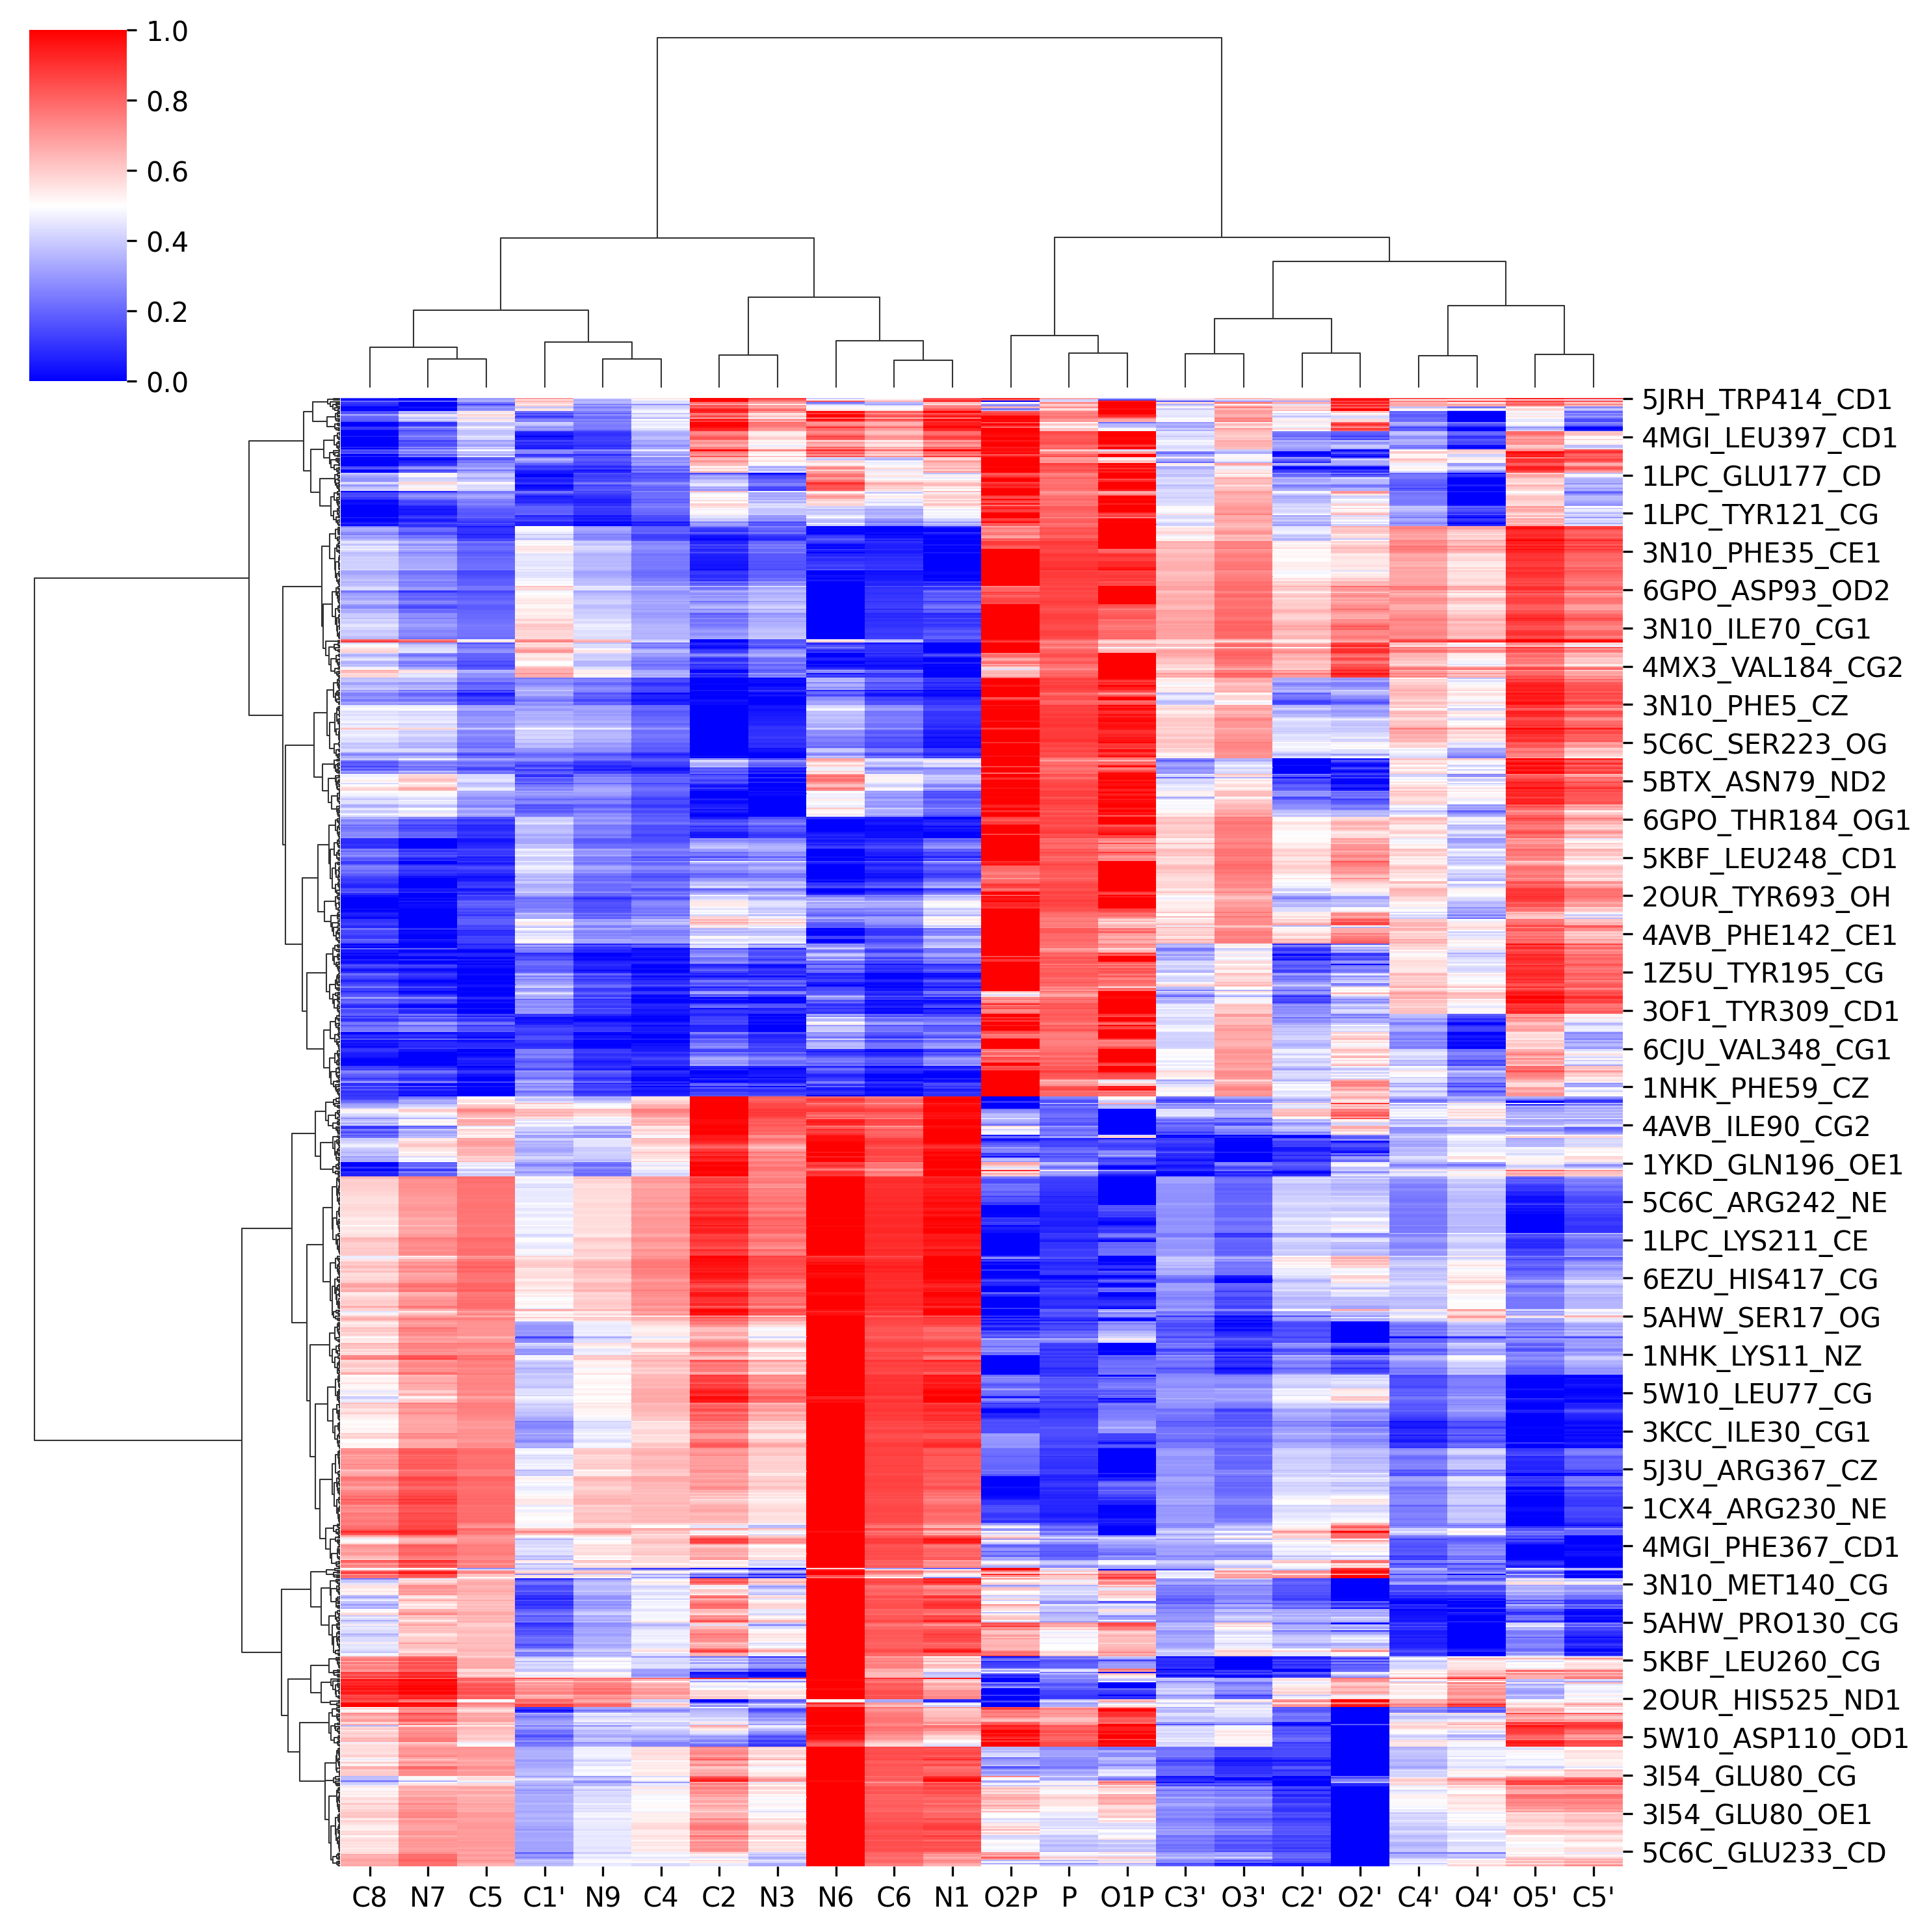 1.0
0.8
0.6
0.4
0.2
0.0
5JRH_TRP414_CD1
4MGI_LEU397_CD1
1LPC_GLU177_CD
1LPC_TYR121_CG
3N10_PHE35_CE1
6GPO_ASP93_OD2
3N10_ILE70_CG1
4MX3_VAL184_CG2
3N10_PHE5_CZ
5C6C_SER223_OG
5BTX_ASN79_ND2
6GPO_THR184_OG1
5KBF_LEU248_CD1
2OUR_TYR693_OH
4AVB_PHE142_CE1
1Z5U_TYR195_CG
3OF1_TYR309_CD1
6CJU_VAL348_CG1
1NHK_PHE59_CZ
4AVB_ILE90_CG2
1YKD_GLN196_OE1
5C6C_ARG242_NE
1LPC_LYS211_CE
6EZU_HIS417_CG
5AHW_SER17_OG
1NHK_LYS11_NZ
5W10_LEU77_CG
3KCC_ILE30_CG1
5J3U_ARG367_CZ
1CX4_ARG230_NE
4MGI_PHE367_CD1
3N10_MET140_CG
5AHW_PRO130_CG
5KBF_LEU260_CG
2OUR_HIS525_ND1
5W10_ASP110_OD1
3I54_GLU80_CG
3I54_GLU80_OE1
5C6C_GLU233_CD
C8 N7 C5 C1' N9 C4 C2 N3 N6 C6 N1 O2P P O1P C3' O3' C2' O2' C4' O4' O5' C5'